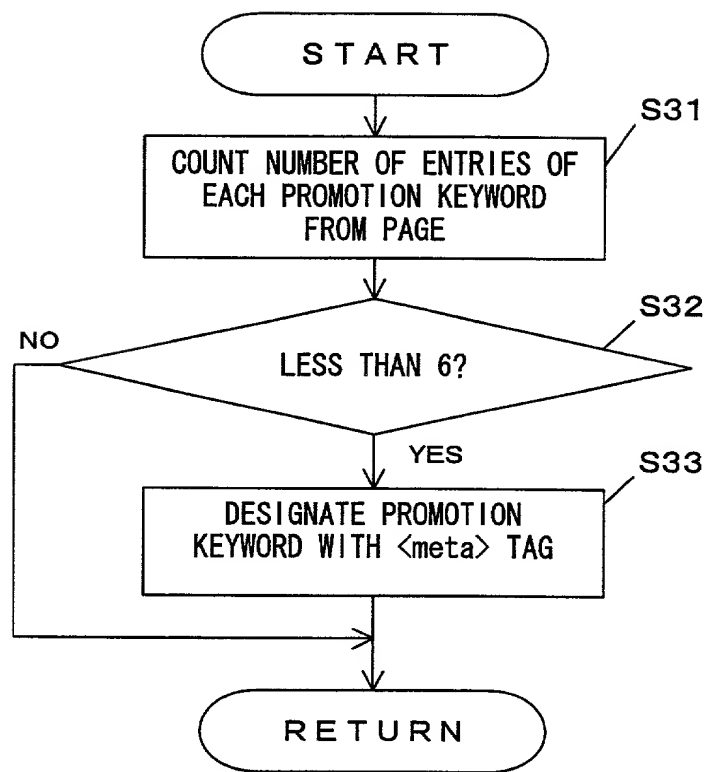 START
S31
COUNT NUMBER OF ENTRIES OF
EACH PROMOTION KEYWORD
FROM PAGE
S32
NO
LESS THAN 6?
YES
S33
DESIGNATE PROMOTION
KEYWORD WITH <meta> TAG
RETURN